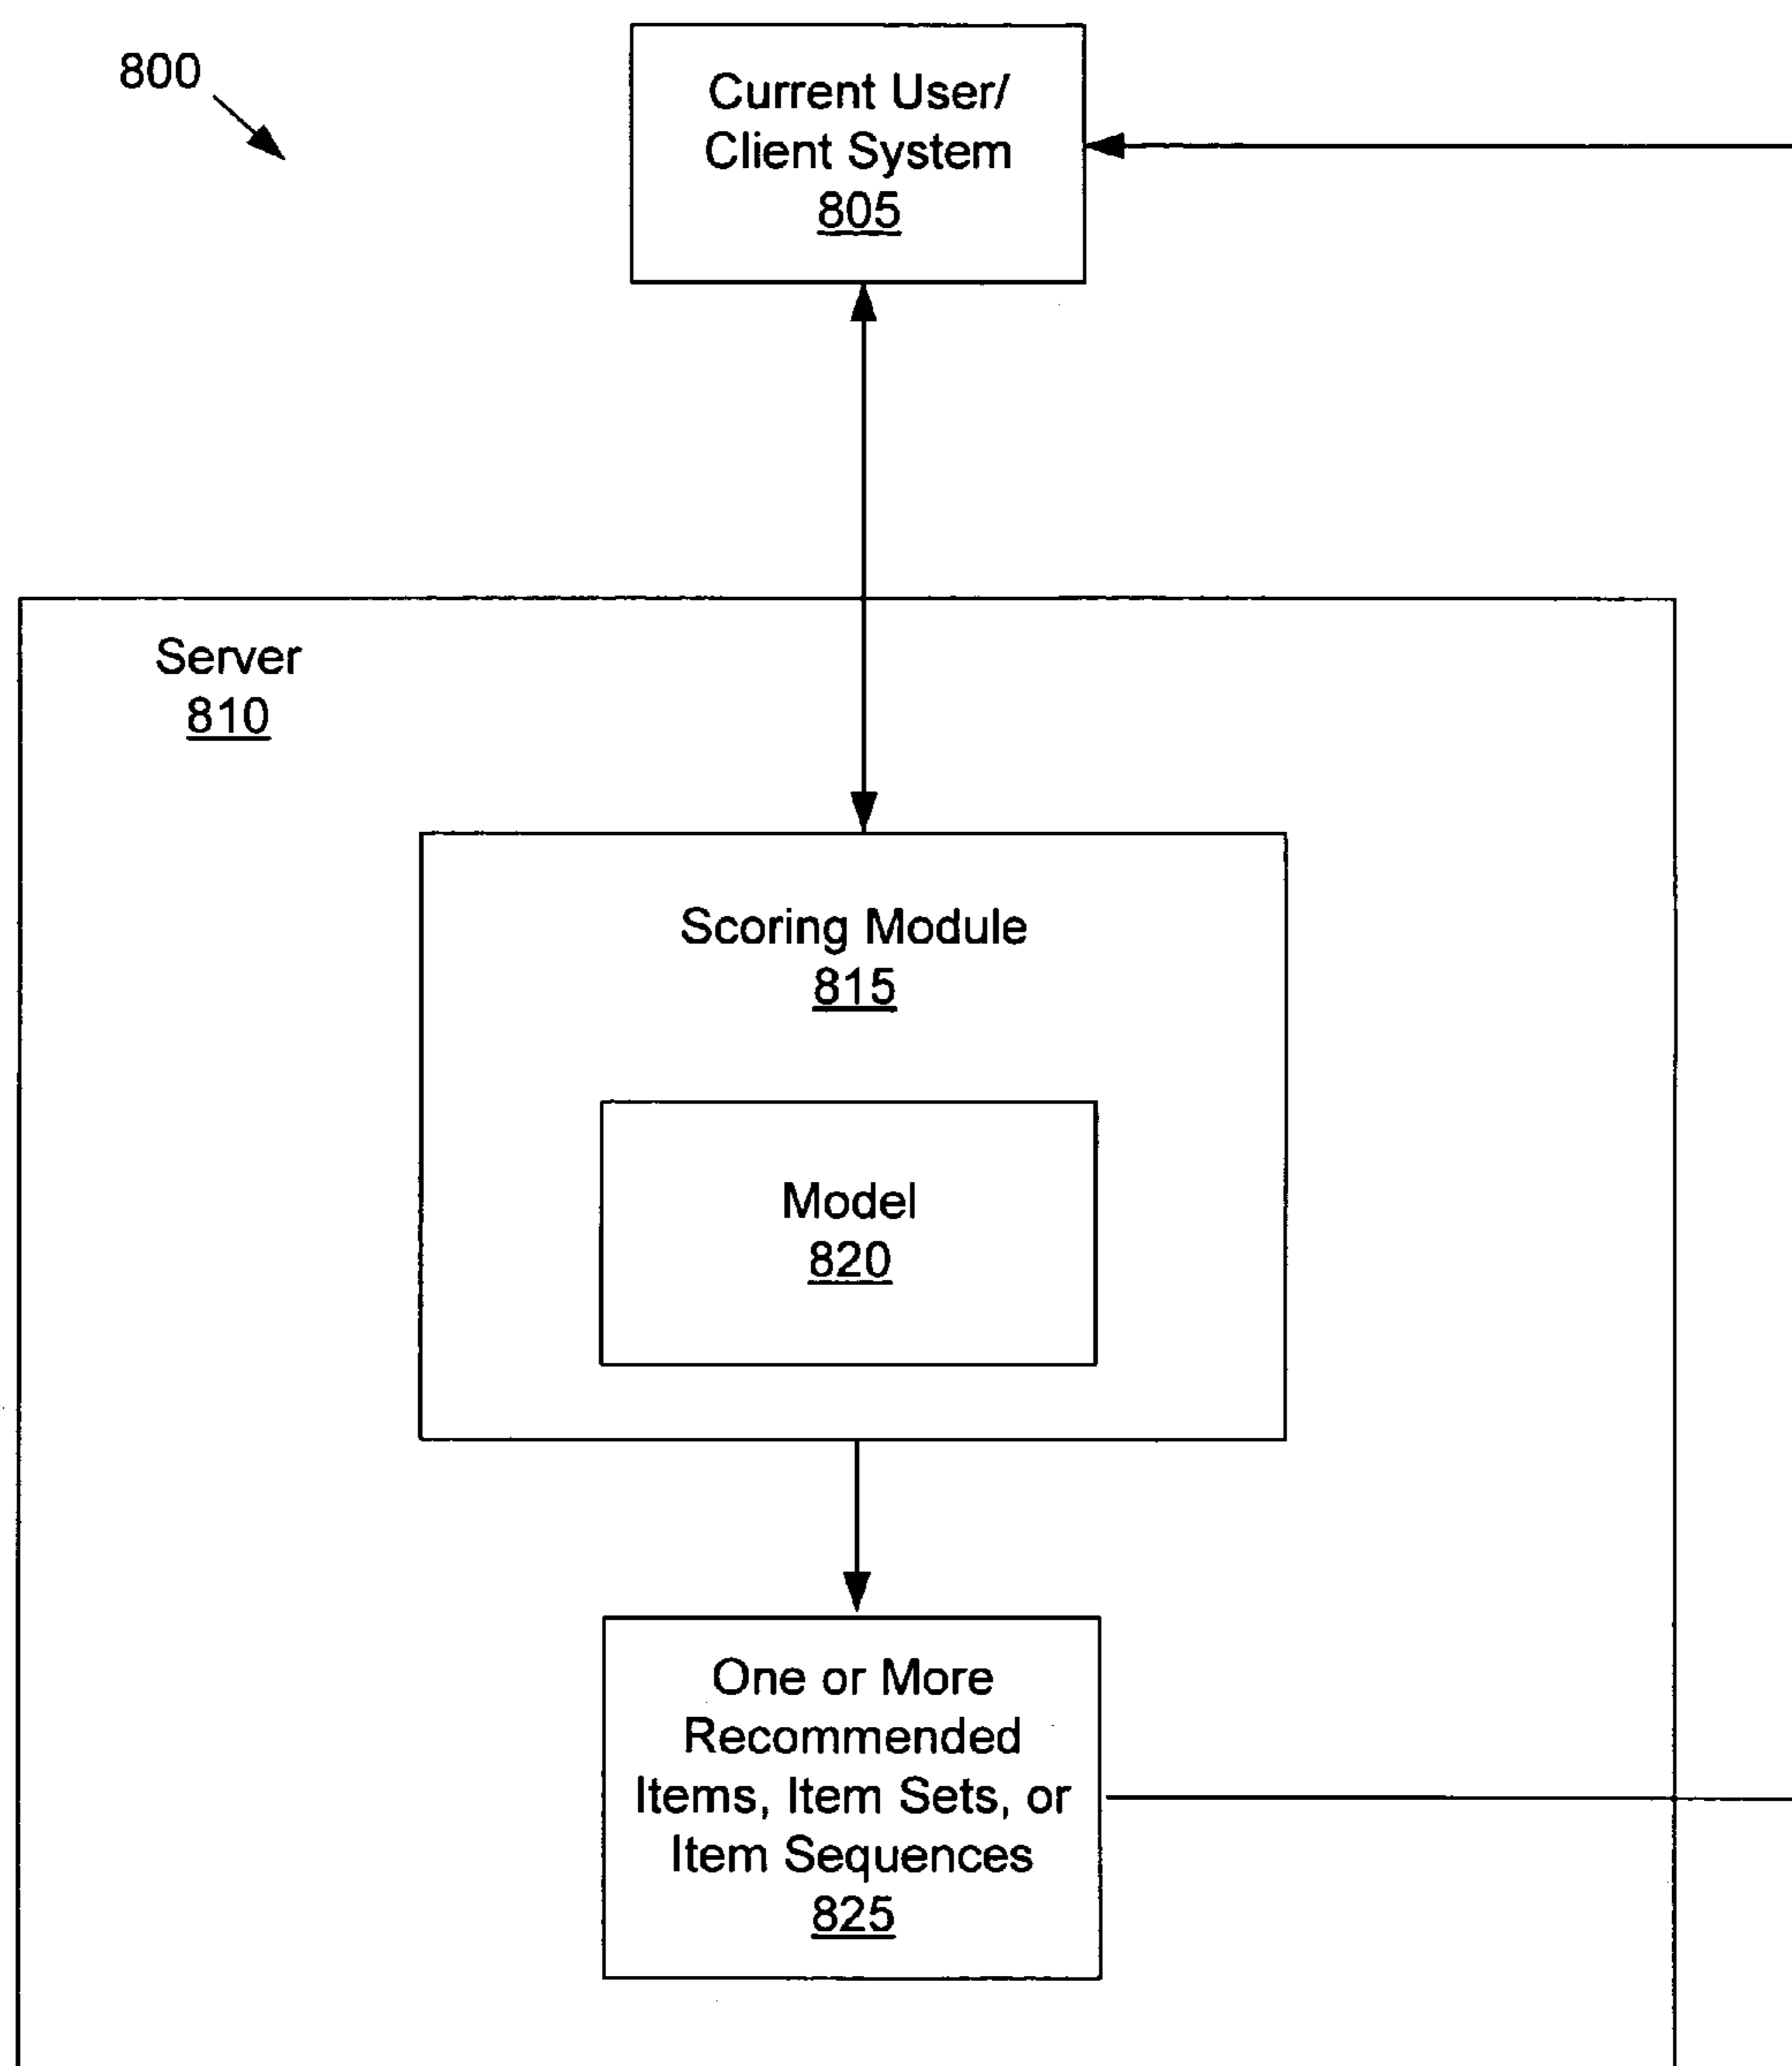 800
Current User/
Client System
805
Server
810
Scoring Module
815
Model
820
One or More
Recommended
Items, Item Sets, or
Item Sequences
825